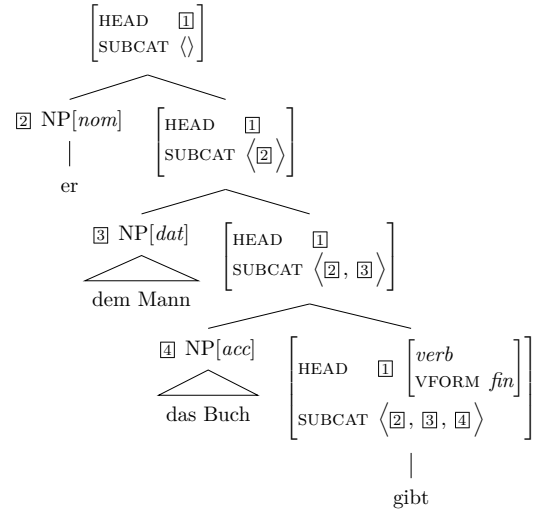 HEAD 1
SUBCAT ⟨⟩
2 NP[nom]
HEAD 1
SUBCAT ⟨2⟩
er
3 NP[dat]
HEAD 1
SUBCAT ⟨2, 3⟩
dem Mann
4 NP[acc]
HEAD 1 verb
VFORM fin
SUBCAT ⟨2, 3, 4⟩
das Buch
gibt